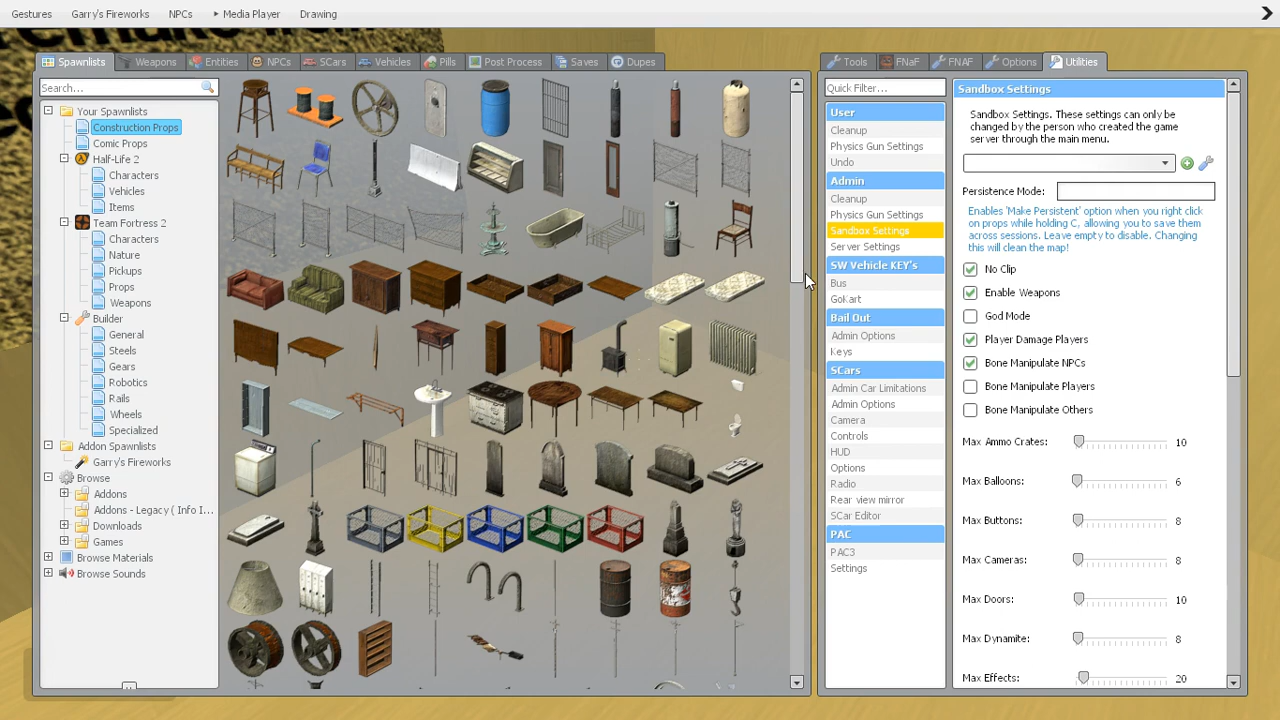 Gestures Garry's Fireworks NPCs Media Player Drawing
Spawnlists Weapons Entities NPCs SCars Vehicles Pills Post Process Saves Dupes
Search...
Your Spawnlists
Construction Props
Comic Props
Half-Life 2
Characters
Vehicles
Items
Team Fortress 2
Characters
Nature
Pickups
Props
Weapons
Builder
General
Steels
Gears
Robotics
Rails
Wheels
Specialized
Addon Spawnlists
Garry's Fireworks
Browse
Addons
Addons - Legacy ( Info I...
Downloads
Games
Browse Materials
Browse Sounds
Tools FNaF FNAF Options Utilities
Quick Filter...
User
Cleanup
Physics Gun Settings
Undo
Admin
Cleanup
Physics Gun Settings
Sandbox Settings
Server Settings
SW Vehicle KEY's
Bus
GoKart
Bail Out
Admin Options
Keys
SCars
Admin Car Limitations
Admin Options
Camera
Controls
HUD
Options
Radio
Rear view mirror
SCar Editor
PAC
PAC3
Settings
Sandbox Settings
Sandbox Settings. These settings can only be
changed by the person who created the game
server through the main menu.
Persistence Mode:
Enables 'Make Persistent' option when you right click
on props while holding C, allowing you to save them
across sessions. Leave empty to disable. Changing
this will clean the map!
No Clip
Enable Weapons
God Mode
Player Damage Players
Bone Manipulate NPCs
Bone Manipulate Players
Bone Manipulate Others
Max Ammo Crates: 10
Max Balloons: 6
Max Buttons: 8
Max Cameras: 8
Max Doors: 10
Max Dynamite: 8
Max Effects: 20